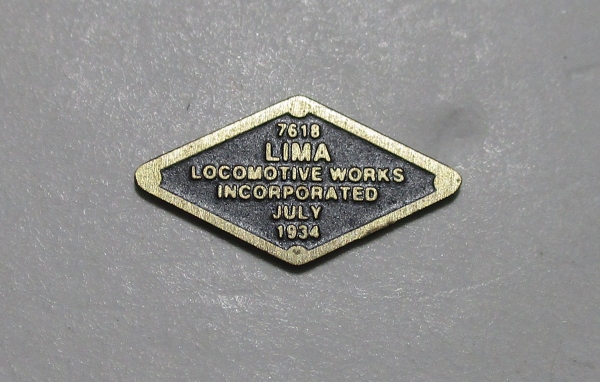 7618
LIMA
LOCOMOTIVE WORKS
INCORPORATED
JULY
1934